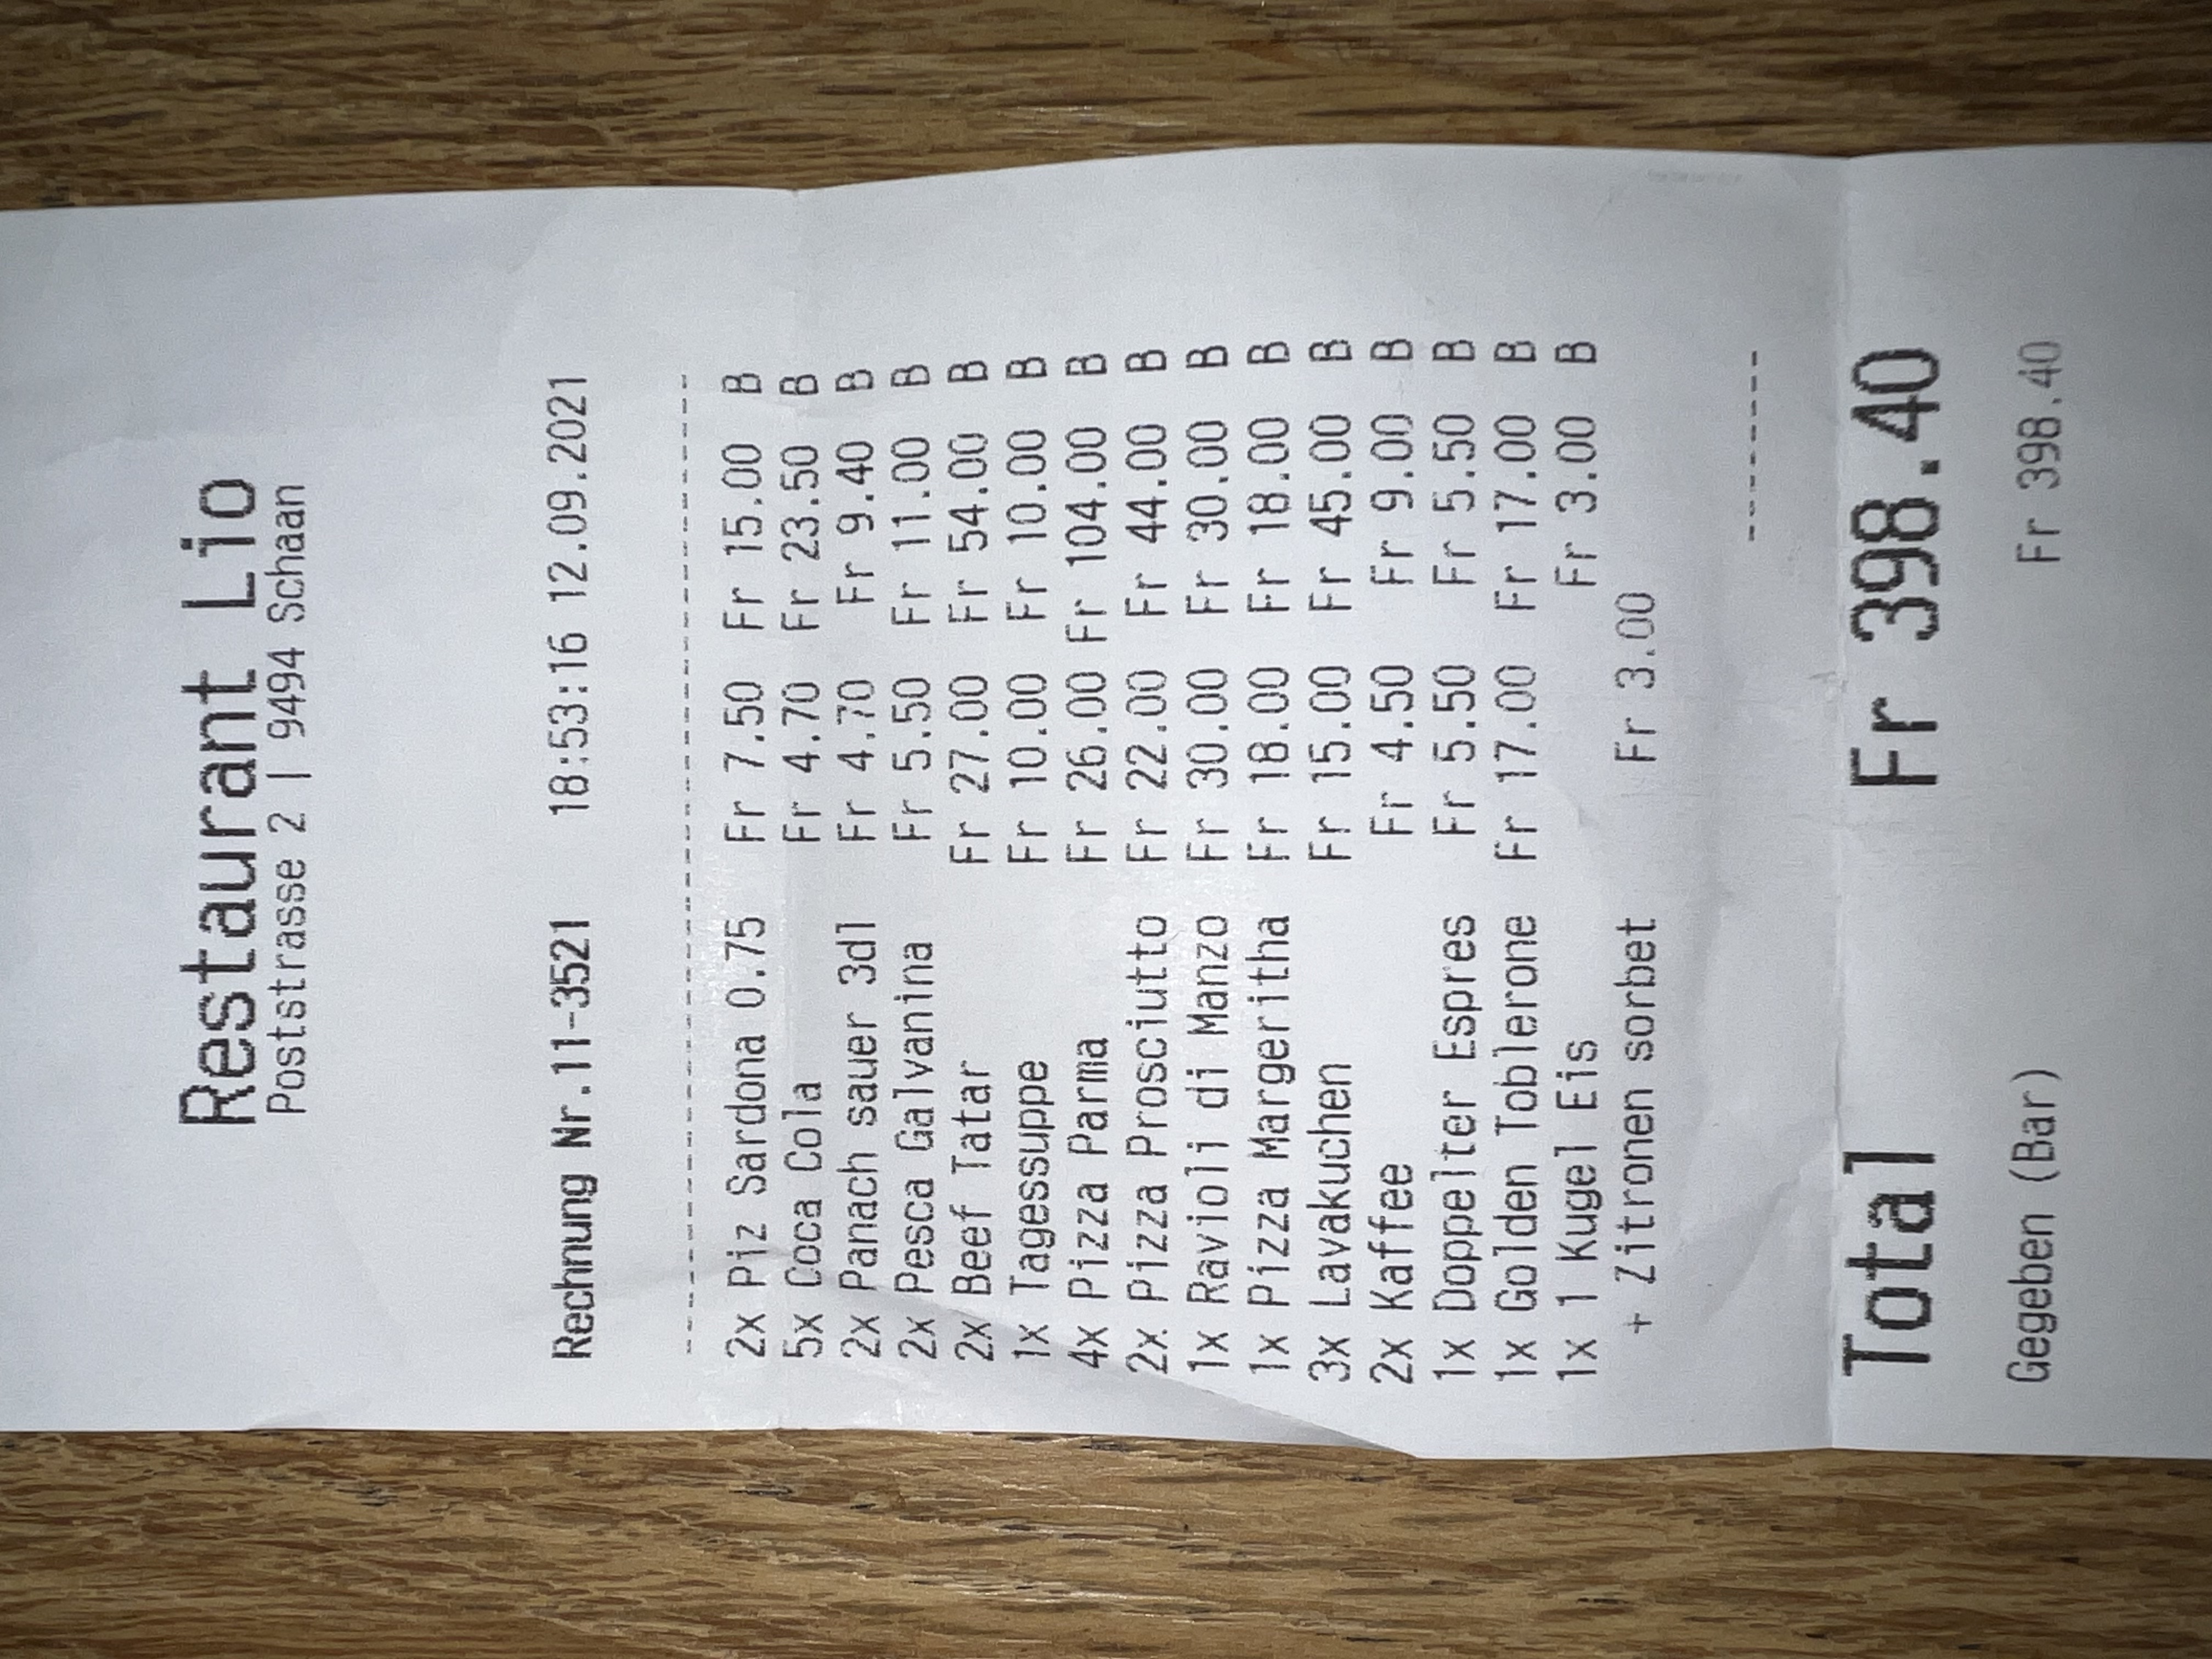 Restaurant Lio
Poststrasse 2 | 9494 Schaan
Rechnung Nr.11-3521 18:53:16 12.09.2021
2x Piz Sardona 0.75 Fr 7.50 Fr 15.00 B
5x Coca Cola Fr 4.70 Fr 23.50 B
2x Panach sauer 3dl Fr 4.70 Fr 9.40 B
2x Pesca Galvanina Fr 5.50 Fr 11.00 B
2x Beef Tatar Fr 27.00 Fr 54.00 B
1x Tagessuppe Fr 10.00 Fr 10.00 B
4x Pizza Parma Fr 26.00 Fr 104.00 B
2x Pizza Prosciutto Fr 22.00 Fr 44.00 B
1x Ravioli di Manzo Fr 30.00 Fr 30.00 B
1x Pizza Margeritha Fr 18.00 Fr 18.00 B
3x Lavakuchen Fr 15.00 Fr 45.00 B
2x Kaffee Fr 4.50 Fr 9.00 B
1x Doppelter Espres Fr 5.50 Fr 5.50 B
1x Golden Toblerone Fr 17.00 Fr 17.00 B
1x 1 Kugel Eis Fr 3.00 B
+ Zitronen sorbet Fr 3.00
Total Fr 398.40
Gegeben (Bar) Fr 398.40